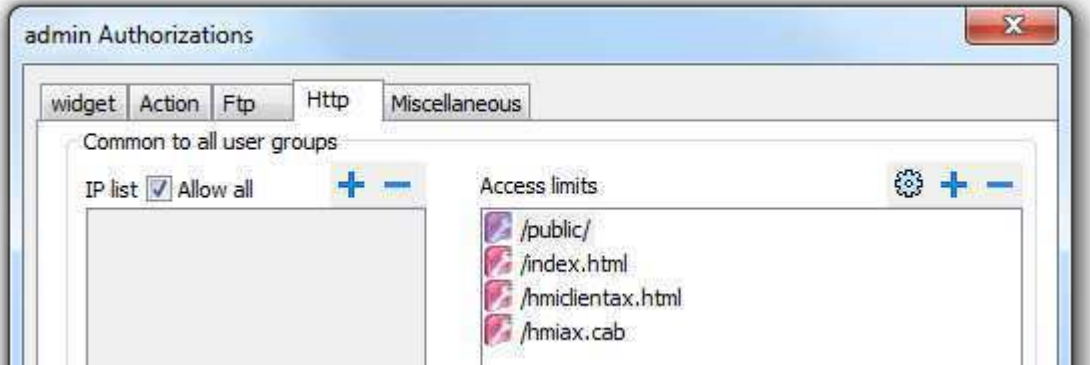 admin Authorizations
widget Action Ftp Http Miscellaneous
Common to all user groups
IP list Allow all
Access limits
/public/
/index.html
/hmiclientax.html
/hmiax.cab